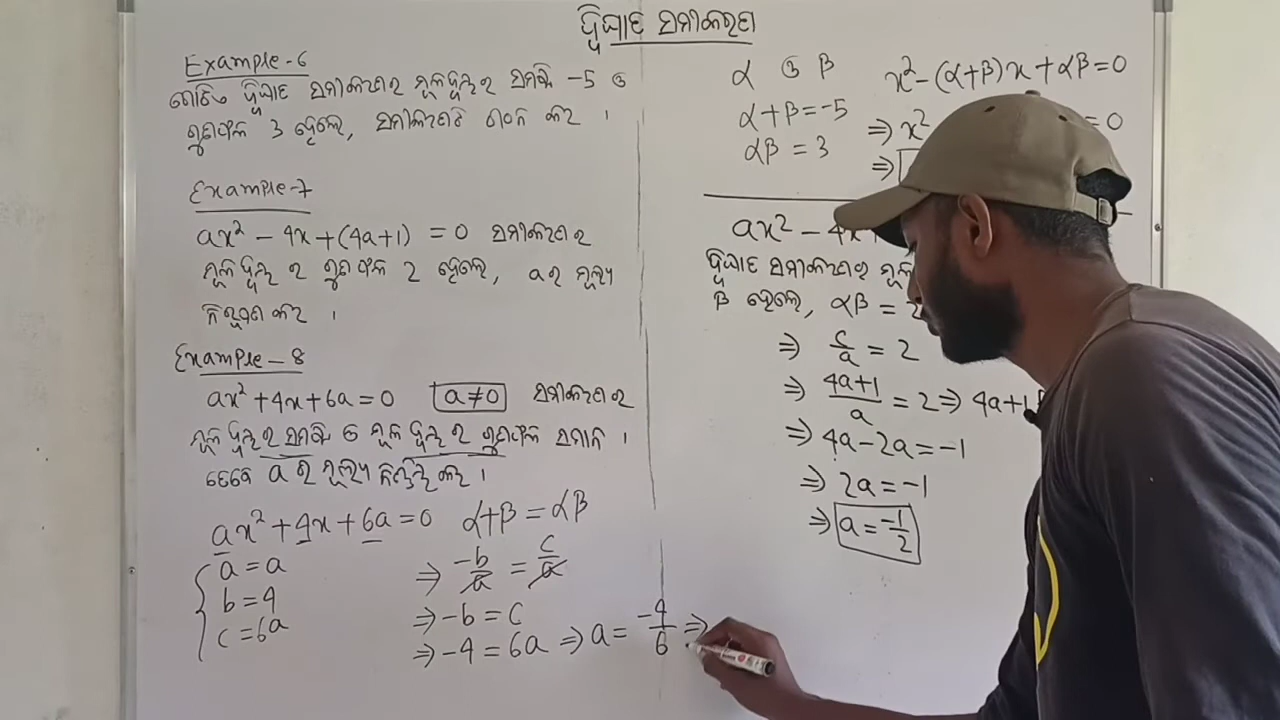 ଦ୍ୱିଘାତ ସମୀକରଣ
Example-6
ଗୋଟିଏ ଦ୍ୱିଘାତ ସମୀକରଣର ମୂଳଦ୍ୱୟର ସମଷ୍ଟି -5 ଓ
ଗୁଣଫଳ 3 ହେଲେ, ସମୀକରଣଟି ଗଠନ କର ।
Example-7
ax² - 4x + (4a+1) = 0 ସମୀକରଣର
ମୂଳଦ୍ୱୟର ଗୁଣଫଳ 2 ହେଲେ, a ର ମୂଲ୍ୟ
ନିରୂପଣ କର ।
Example-8
ax² + 4x + 6a = 0 a ≠ 0 ସମୀକରଣର
ମୂଳଦ୍ୱୟର ସମଷ୍ଟି ଓ ମୂଳଦ୍ୱୟର ଗୁଣଫଳ ସମାନ ।
ତେବେ a ର ମୂଲ୍ୟ ନିର୍ଣ୍ଣୟ କର ।
ax² + 4x + 6a = 0 α+β = αβ
a = a ⇒ -b/a = c/a
b = 4 ⇒ -b = c
c = 6a ⇒ -4 = 6a ⇒ a = -4/6 ⇒
α ଓ β x² - (α+β)x + αβ = 0
α+β = -5 ⇒ x² = 0
αβ = 3 ⇒
ax² - 4x
ଦ୍ୱିଘାତ ସମୀକରଣର ମୂଳ
β ହେଲେ, αβ = 2
⇒ c/a = 2
⇒ (4a+1)/a = 2 ⇒ 4a+1
⇒ 4a - 2a = -1
⇒ 2a = -1
⇒ a = -1/2